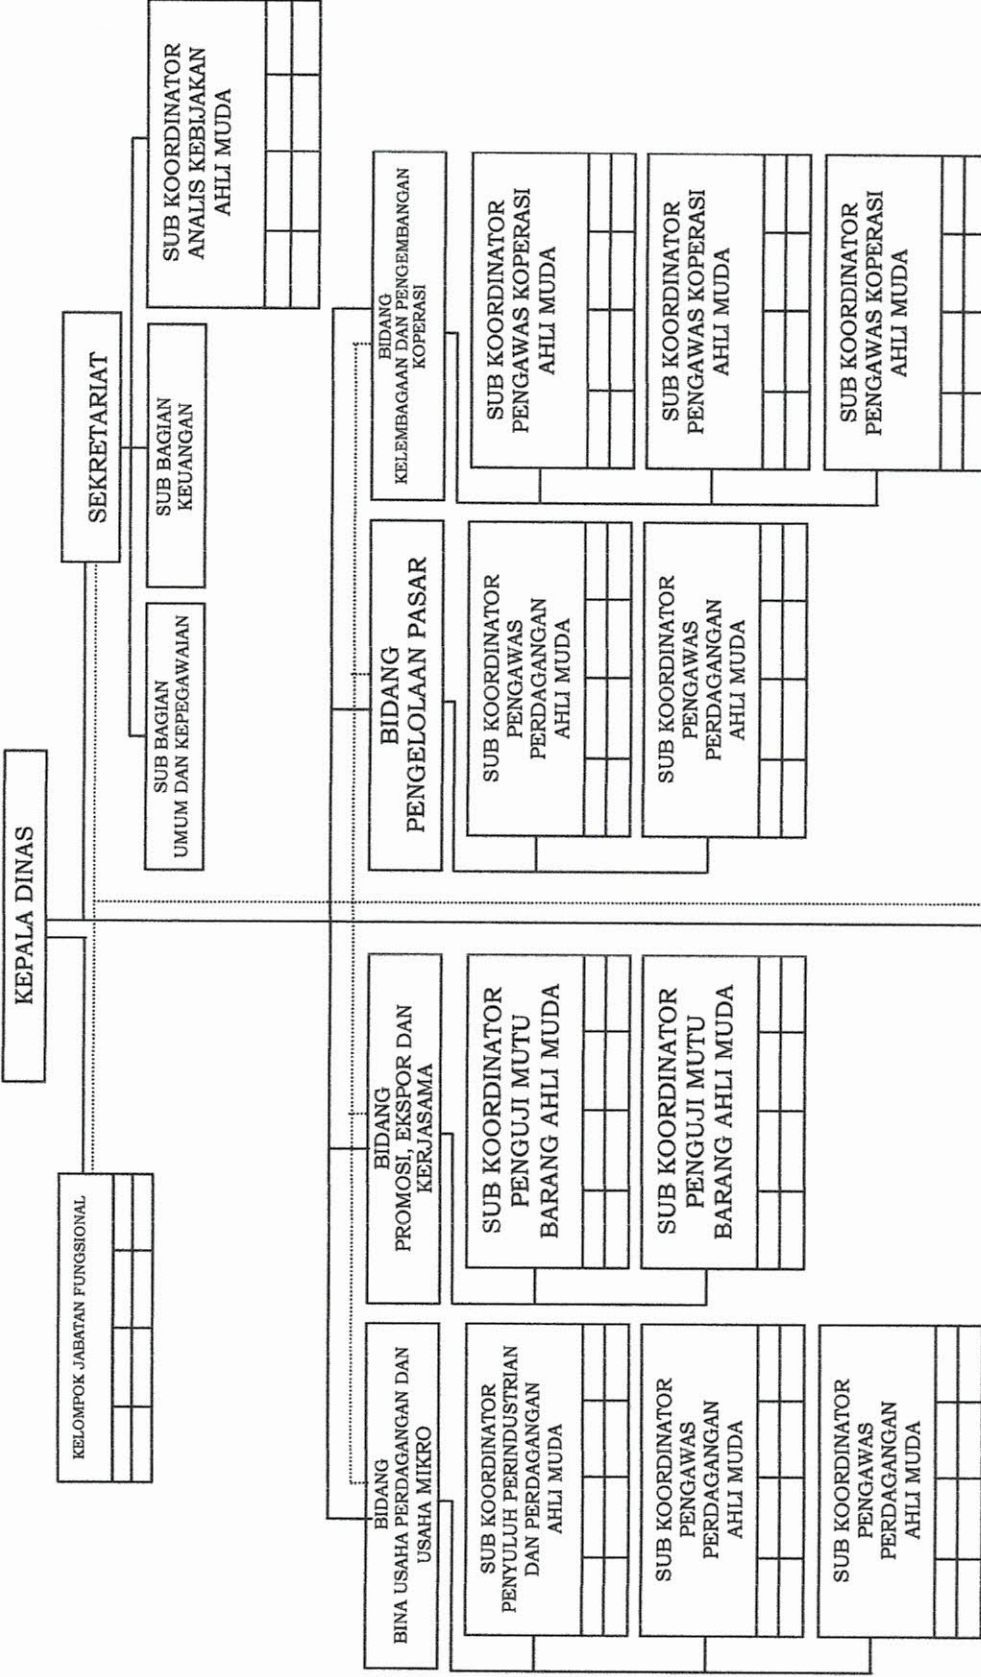 KEPALA DINAS
KELOMPOK JABATAN FUNGSIONAL
SEKRETARIAT
SUB BAGIAN
UMUM DAN KEPEGAWAIAN
SUB BAGIAN
KEUANGAN
SUB KOORDINATOR
ANALIS KEBIJAKAN
AHLI MUDA
BIDANG
BINA USAHA PERDAGANGAN DAN
USAHA MIKRO
SUB KOORDINATOR
PENYULUH PERINDUSTRIAN
DAN PERDAGANGAN
AHLI MUDA
SUB KOORDINATOR
PENGAWAS
PERDAGANGAN
AHLI MUDA
SUB KOORDINATOR
PENGAWAS
PERDAGANGAN
AHLI MUDA
BIDANG
PROMOSI, EKSPOR DAN
KERJASAMA
SUB KOORDINATOR
PENGUJI MUTU
BARANG AHLI MUDA
SUB KOORDINATOR
PENGUJI MUTU
BARANG AHLI MUDA
BIDANG
PENGELOLAAN PASAR
SUB KOORDINATOR
PENGAWAS
PERDAGANGAN
AHLI MUDA
SUB KOORDINATOR
PENGAWAS
PERDAGANGAN
AHLI MUDA
BIDANG
KELEMBAGAAN DAN PENGEMBANGAN
KOPERASI
SUB KOORDINATOR
PENGAWAS KOPERASI
AHLI MUDA
SUB KOORDINATOR
PENGAWAS KOPERASI
AHLI MUDA
SUB KOORDINATOR
PENGAWAS KOPERASI
AHLI MUDA